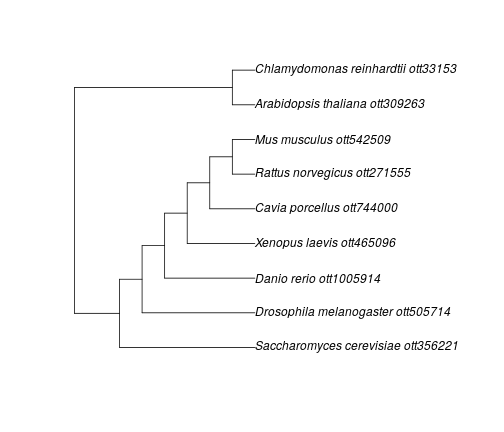 Chlamydomonas reinhardtii ott33153
Arabidopsis thaliana ott309263
Mus musculus ott542509
Rattus norvegicus ott271555
Cavia porcellus ott744000
Xenopus laevis ott465096
Danio rerio ott1005914
Drosophila melanogaster ott505714
Saccharomyces cerevisiae ott356221